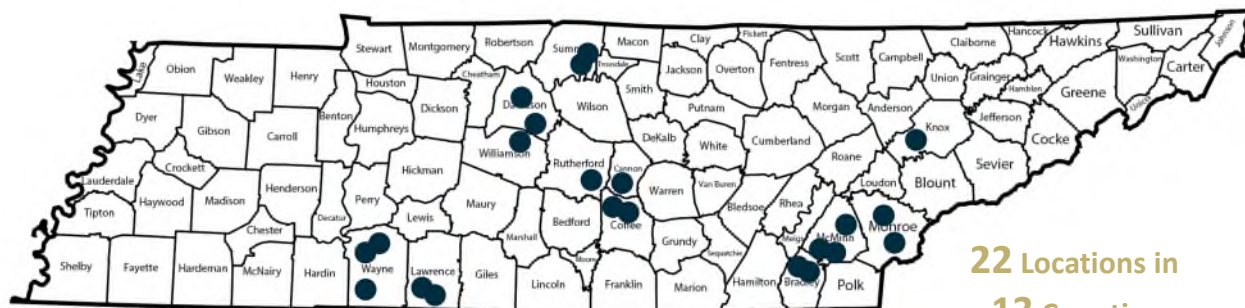 Stewart
Montgomery
Robertson
Macon
Clay
Pickett
Scott
Campbell
Claiborne
Hancock
Hawkins
Sullivan
Johnson
Lake
Obion
Weakley
Henry
Houston
Cheatham
Davidson
Trousdale
Smith
Jackson
Overton
Fentress
Union
Grainger
Hamblen
Greene
Washington
Carter
Unicoi
Dyer
Gibson
Carroll
Benton
Humphreys
Dickson
Wilson
Putnam
Morgan
Anderson
Knox
Jefferson
Cocke
Sevier
Crockett
Lauderdale
Haywood
Madison
Henderson
Decatur
Perry
Hickman
Williamson
Rutherford
Cannon
DeKalb
White
Cumberland
Roane
Loudon
Blount
Tipton
Chester
Lewis
Maury
Marshall
Bedford
Coffee
Warren
Van Buren
Bledsoe
Rhea
Meigs
McMinn
Monroe
Shelby
Fayette
Hardeman
McNairy
Hardin
Wayne
Lawrence
Giles
Lincoln
Moore
Franklin
Grundy
Sequatchie
Marion
Hamilton
Bradley
Polk
22 Locations in
13 Counties